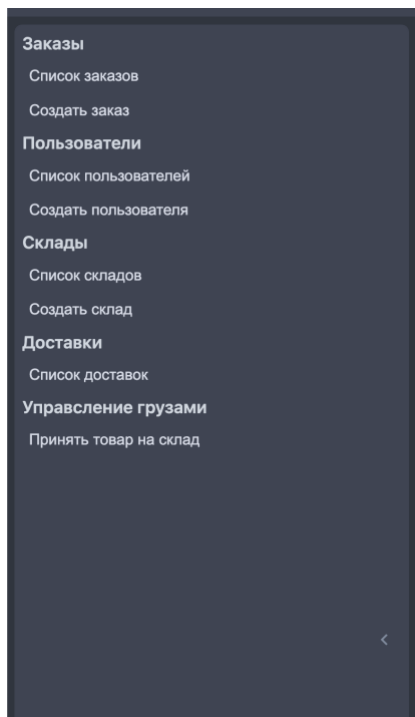 Заказы
Список заказов
Создать заказ
Пользователи
Список пользователей
Создать пользователя
Склады
Список складов
Создать склад
Доставки
Список доставок
Управсление грузами
Принять товар на склад